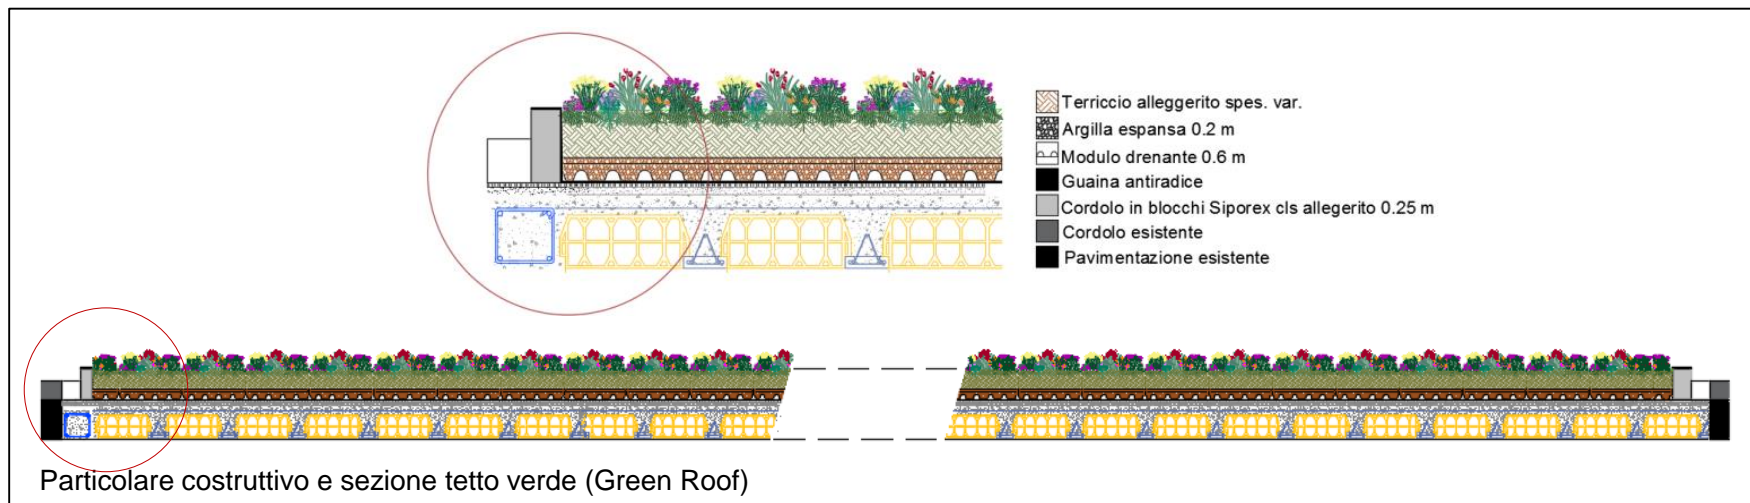 Terriccio alleggerito spes. var.
Argilla espansa 0.2 m
Modulo drenante 0.6 m
Guaina antiradice
Cordolo in blocchi Siporex cls allegerito 0.25 m
Cordolo esistente
Pavimentazione esistente
Particolare costruttivo e sezione tetto verde (Green Roof)